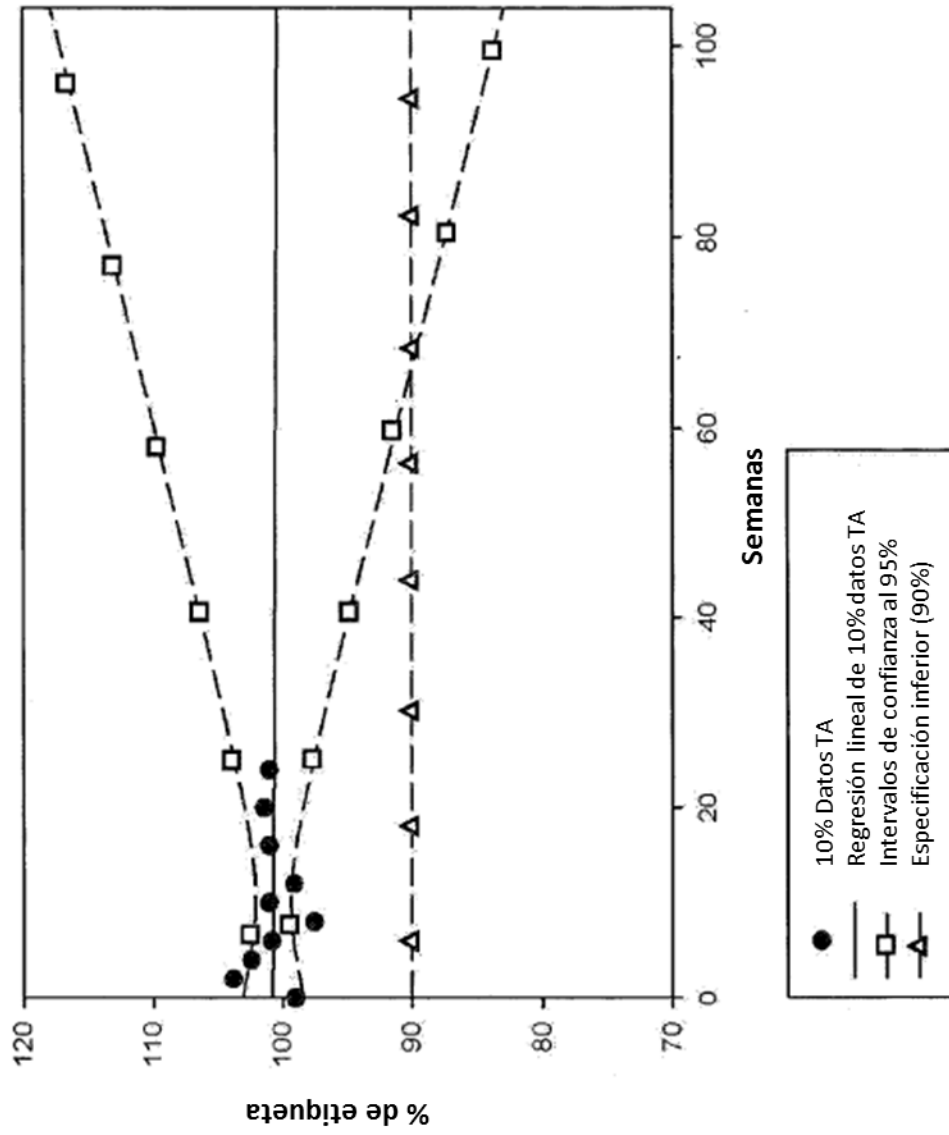 % de etiqueta
120
110
100
90
80
70
0
20
40
60
80
100
Semanas
10% Datos TA
Regresión lineal de 10% datos TA
Intervalos de confianza al 95%
Especificación inferior (90%)